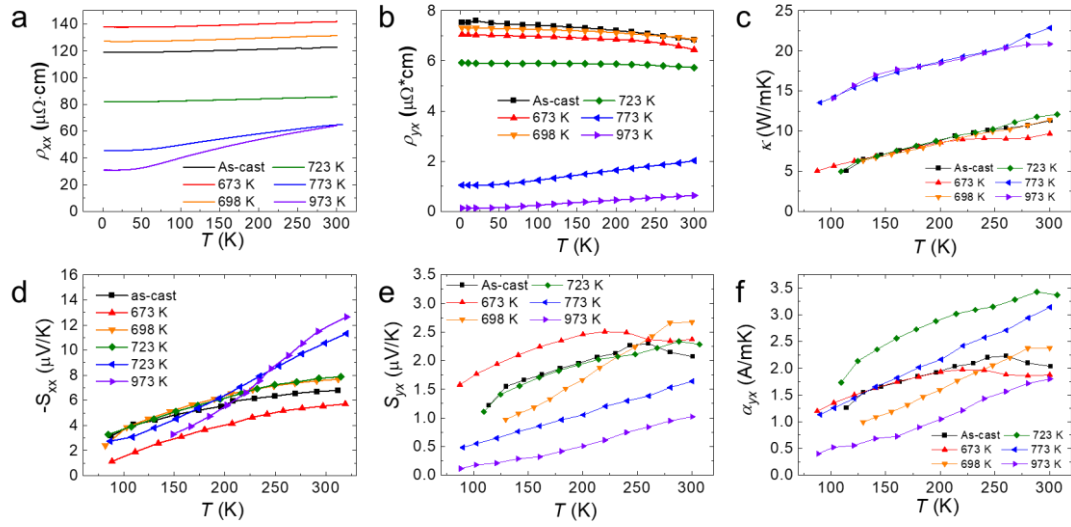 a
ρxx (μΩ·cm)
160
140
120
100
80
60
40
20
0
As-cast
673 K
698 K
723 K
773 K
973 K
0 50 100 150 200 250 300
T (K)
b
ρyx (μΩ*cm)
8
6
4
2
0
As-cast
673 K
698 K
723 K
773 K
973 K
0 50 100 150 200 250 300
T (K)
c
κ (W/mK)
25
20
15
10
5
0
As-cast
673 K
698 K
723 K
773 K
973 K
100 150 200 250 300
T (K)
d
-Sxx (μV/K)
16
14
12
10
8
6
4
2
0
as-cast
673 K
698 K
723 K
723 K
973 K
100 150 200 250 300
T (K)
e
Syx (μV/K)
3.5
3.0
2.5
2.0
1.5
1.0
0.5
0.0
As-cast
673 K
698 K
723 K
773 K
973 K
100 150 200 250 300
T (K)
f
αyx (A/mK)
3.5
3.0
2.5
2.0
1.5
1.0
0.5
0.0
As-cast
673 K
698 K
723 K
773 K
973 K
100 150 200 250 300
T (K)